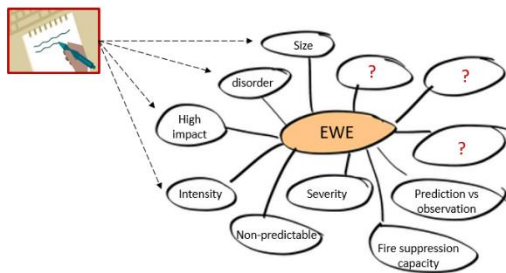 Size
?
?
disorder
High
impact
EWE
?
Intensity
Severity
Prediction vs
observation
Non-predictable
Fire suppression
capacity